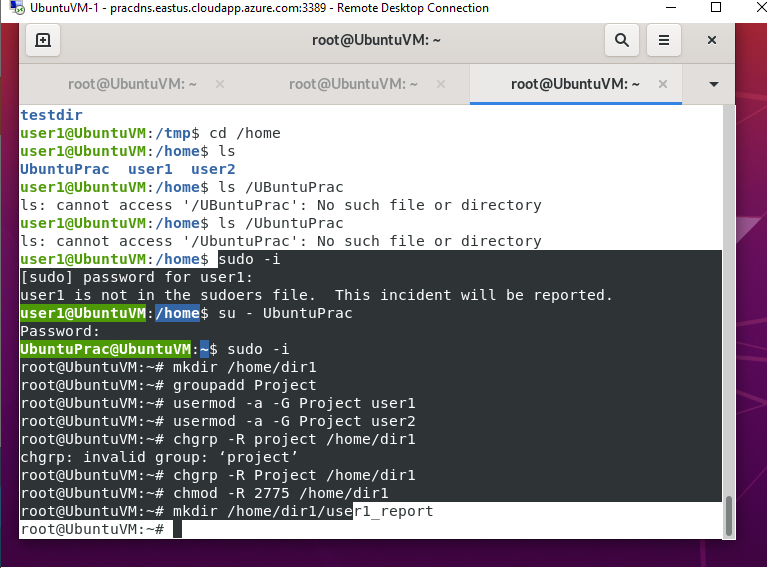 UbuntuVM-1 - pracdns.eastus.cloudapp.azure.com:3389 - Remote Desktop Connection
root@UbuntuVM: ~
root@UbuntuVM: ~ × root@UbuntuVM: ~ × root@UbuntuVM: ~ ×
testdir
user1@UbuntuVM:/tmp$ cd /home
user1@UbuntuVM:/home$ ls
UbuntuPrac  user1  user2
user1@UbuntuVM:/home$ ls /UBuntuPrac
ls: cannot access '/UBuntuPrac': No such file or directory
user1@UbuntuVM:/home$ ls /UbuntuPrac
ls: cannot access '/UbuntuPrac': No such file or directory
user1@UbuntuVM:/home$ sudo -i
[sudo] password for user1:
user1 is not in the sudoers file.  This incident will be reported.
user1@UbuntuVM:/home$ su - UbuntuPrac
Password:
UbuntuPrac@UbuntuVM:~$ sudo -i
root@UbuntuVM:~# mkdir /home/dir1
root@UbuntuVM:~# groupadd Project
root@UbuntuVM:~# usermod -a -G Project user1
root@UbuntuVM:~# usermod -a -G Project user2
root@UbuntuVM:~# chgrp -R project /home/dir1
chgrp: invalid group: ‘project’
root@UbuntuVM:~# chgrp -R Project /home/dir1
root@UbuntuVM:~# chmod -R 2775 /home/dir1
root@UbuntuVM:~# mkdir /home/dir1/user1_report
root@UbuntuVM:~#